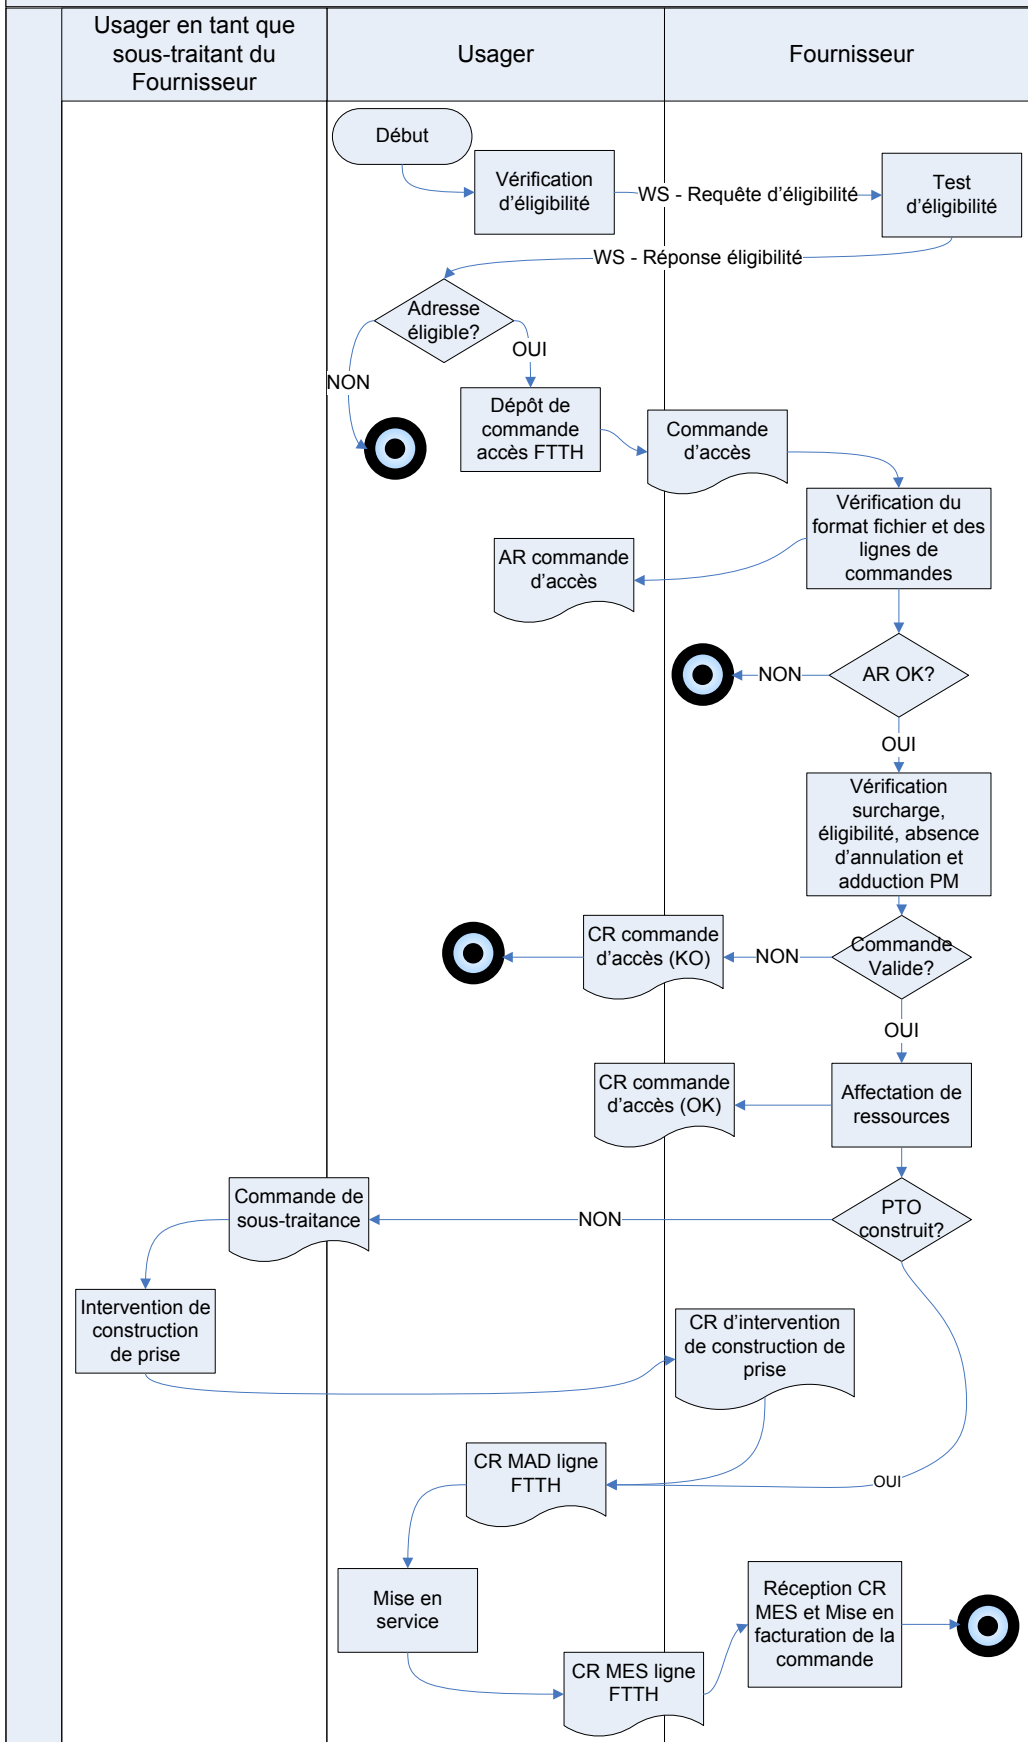 Usager en tant que
sous-traitant du
Fournisseur
Usager
Fournisseur
Début
Vérification
d'éligibilité
WS - Requête d'éligibilité
Test
d'éligibilité
WS - Réponse éligibilité
Adresse
éligible?
OUI
NON
Dépôt de
commande
accès FTTH
Commande
d'accès
Vérification du
format fichier et des
lignes de
commandes
AR commande
d'accès
AR OK?
NON
OUI
Vérification
surcharge,
éligibilité, absence
d'annulation et
adduction PM
Commande
Valide?
NON
CR commande
d'accès (KO)
OUI
Affectation de
ressources
CR commande
d'accès (OK)
PTO
construit?
NON
Commande de
sous-traitance
Intervention de
construction
de prise
CR d'intervention
de construction de
prise
OUI
CR MAD ligne
FTTH
Mise en
service
CR MES ligne
FTTH
Réception CR
MES et Mise en
facturation de la
commande